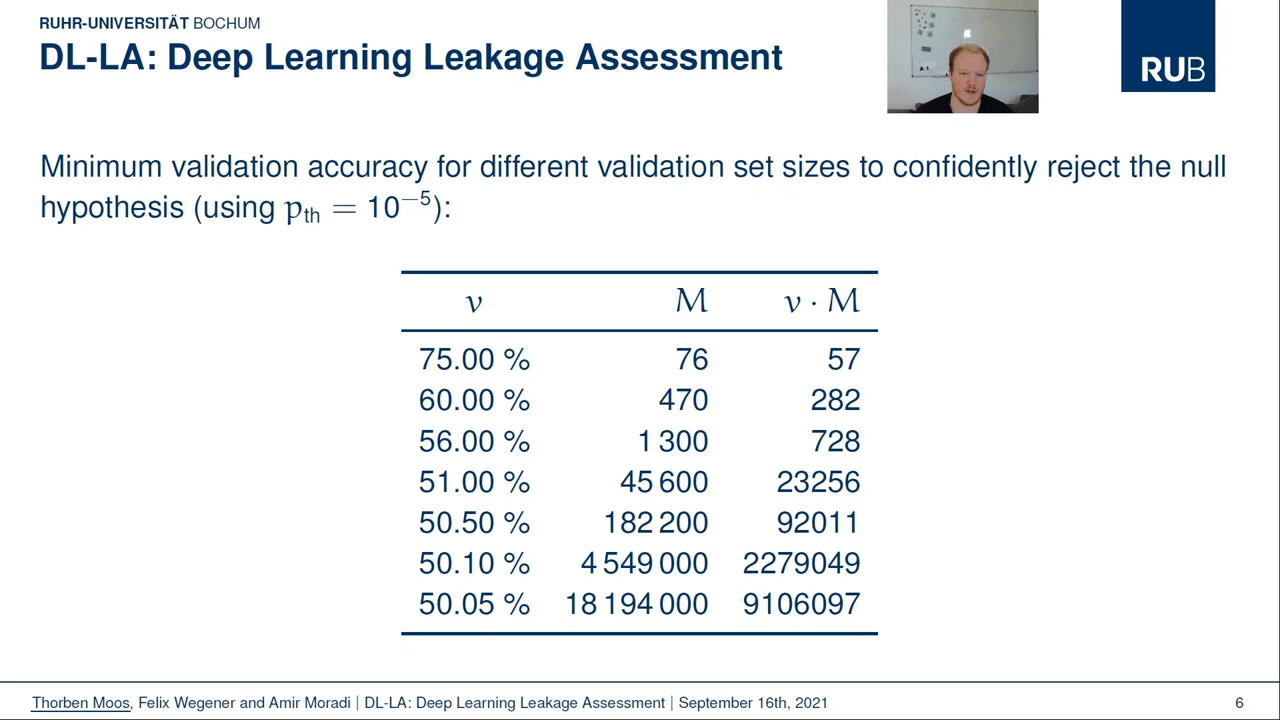 RUHR-UNIVERSITÄT BOCHUM
DL-LA: Deep Learning Leakage Assessment
RUB
Minimum validation accuracy for different validation set sizes to confidently reject the null
hypothesis (using p_th = 10^−5):
v M v · M
75.00 % 76 57
60.00 % 470 282
56.00 % 1 300 728
51.00 % 45 600 23256
50.50 % 182 200 92011
50.10 % 4 549 000 2279049
50.05 % 18 194 000 9106097
Thorben Moos, Felix Wegener and Amir Moradi | DL-LA: Deep Learning Leakage Assessment | September 16th, 2021 6